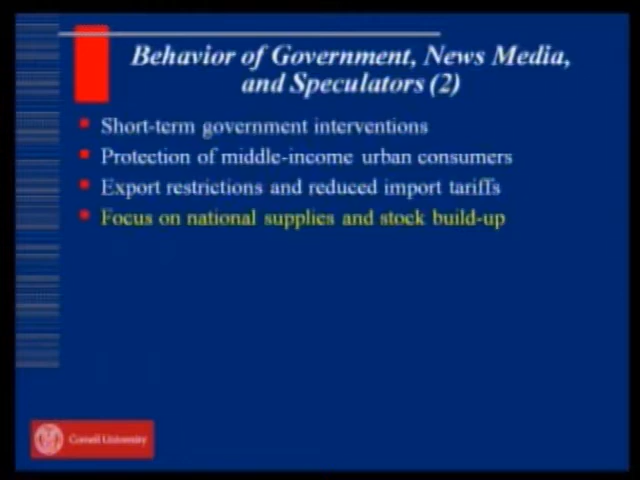 Behavior of Government, News Media,
and Speculators (2)
Short-term government interventions
Protection of middle-income urban consumers
Export restrictions and reduced import tariffs
Focus on national supplies and stock build-up
Cornell University